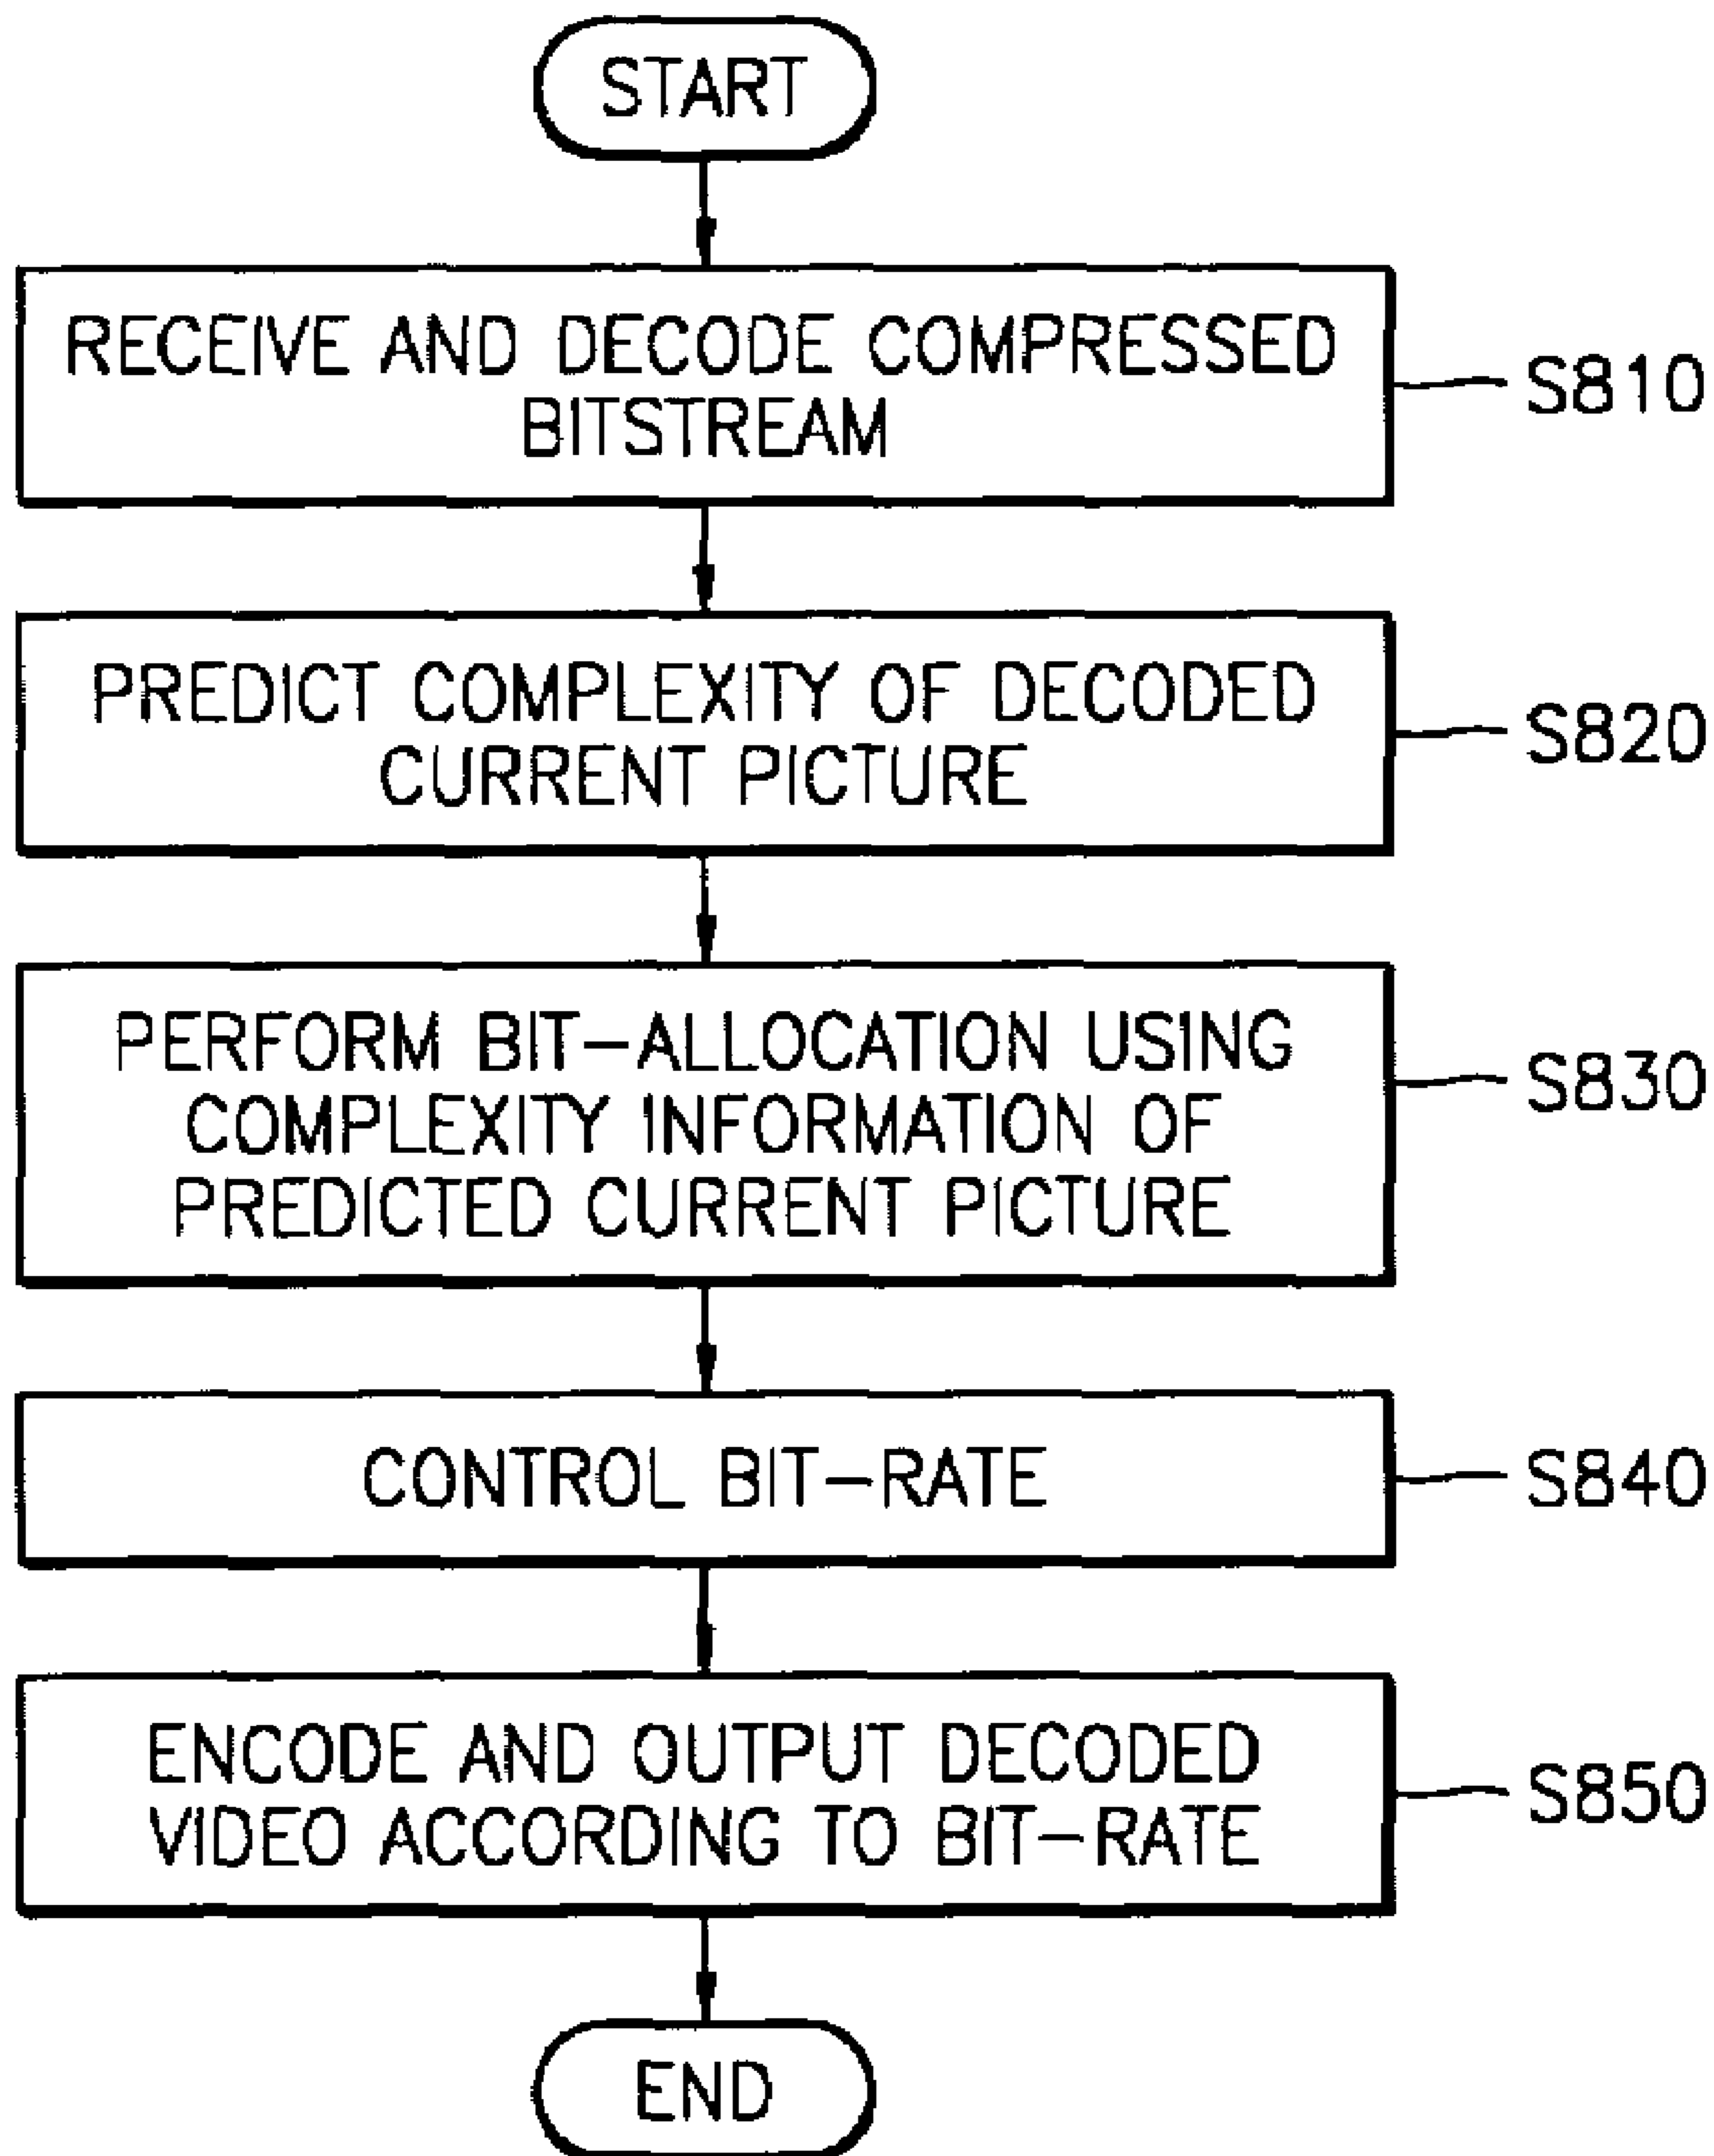 START
RECEIVE AND DECODE COMPRESSED
BITSTREAM
S810
PREDICT COMPLEXITY OF DECODED
CURRENT PICTURE
S820
PERFORM BIT-ALLOCATION USING
COMPLEXITY INFORMATION OF
PREDICTED CURRENT PICTURE
S830
CONTROL BIT-RATE
S840
ENCODE AND OUTPUT DECODED
VIDEO ACCORDING TO BIT-RATE
S850
END